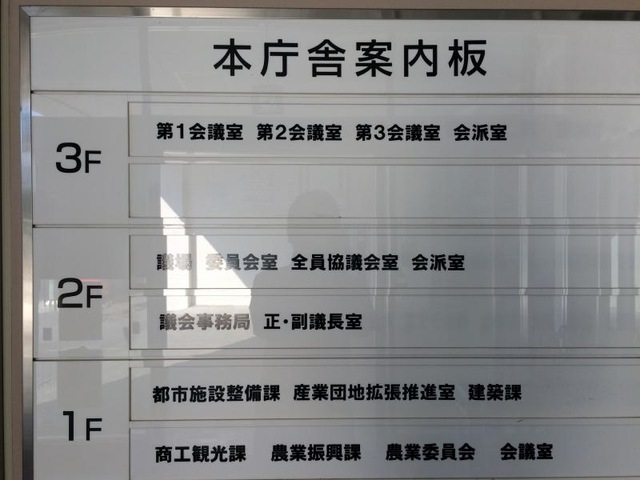 本庁舎案内板
3F
第1会議室 第2会議室 第3会議室 会派室
2F
議場 委員会室 全員協議会室 会派室
議会事務局 正・副議長室
1F
都市施設整備課 産業団地拡張推進室 建築課
商工観光課 農業振興課 農業委員会 会議室